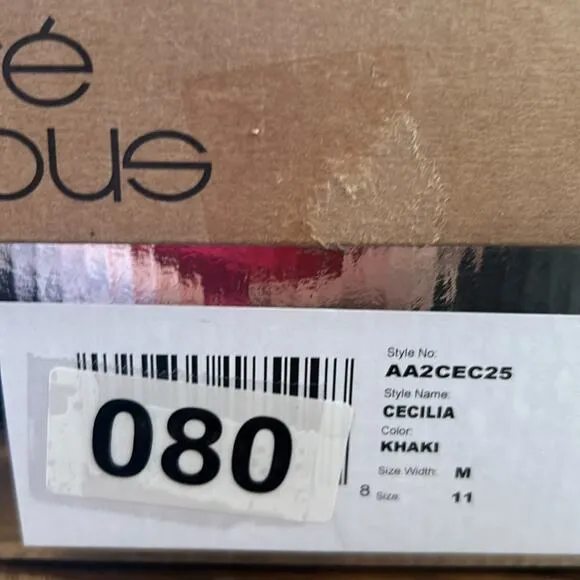 é
ous
Style No:
AA2CEC25
Style Name:
CECILIA
Color:
KHAKI
Size Width: M
8 Size: 11
080